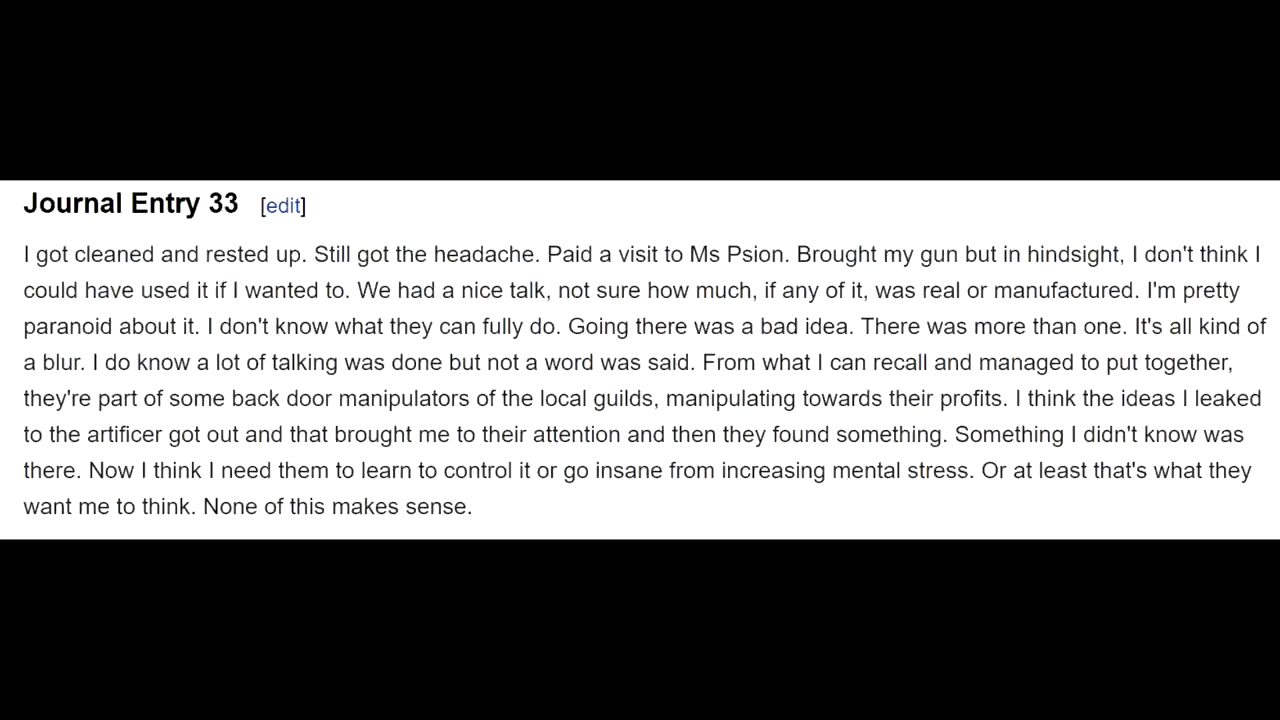 Journal Entry 33 [edit]
I got cleaned and rested up. Still got the headache. Paid a visit to Ms Psion. Brought my gun but in hindsight, I don't think I
could have used it if I wanted to. We had a nice talk, not sure how much, if any of it, was real or manufactured. I'm pretty
paranoid about it. I don't know what they can fully do. Going there was a bad idea. There was more than one. It's all kind of
a blur. I do know a lot of talking was done but not a word was said. From what I can recall and managed to put together,
they're part of some back door manipulators of the local guilds, manipulating towards their profits. I think the ideas I leaked
to the artificer got out and that brought me to their attention and then they found something. Something I didn't know was
there. Now I think I need them to learn to control it or go insane from increasing mental stress. Or at least that's what they
want me to think. None of this makes sense.